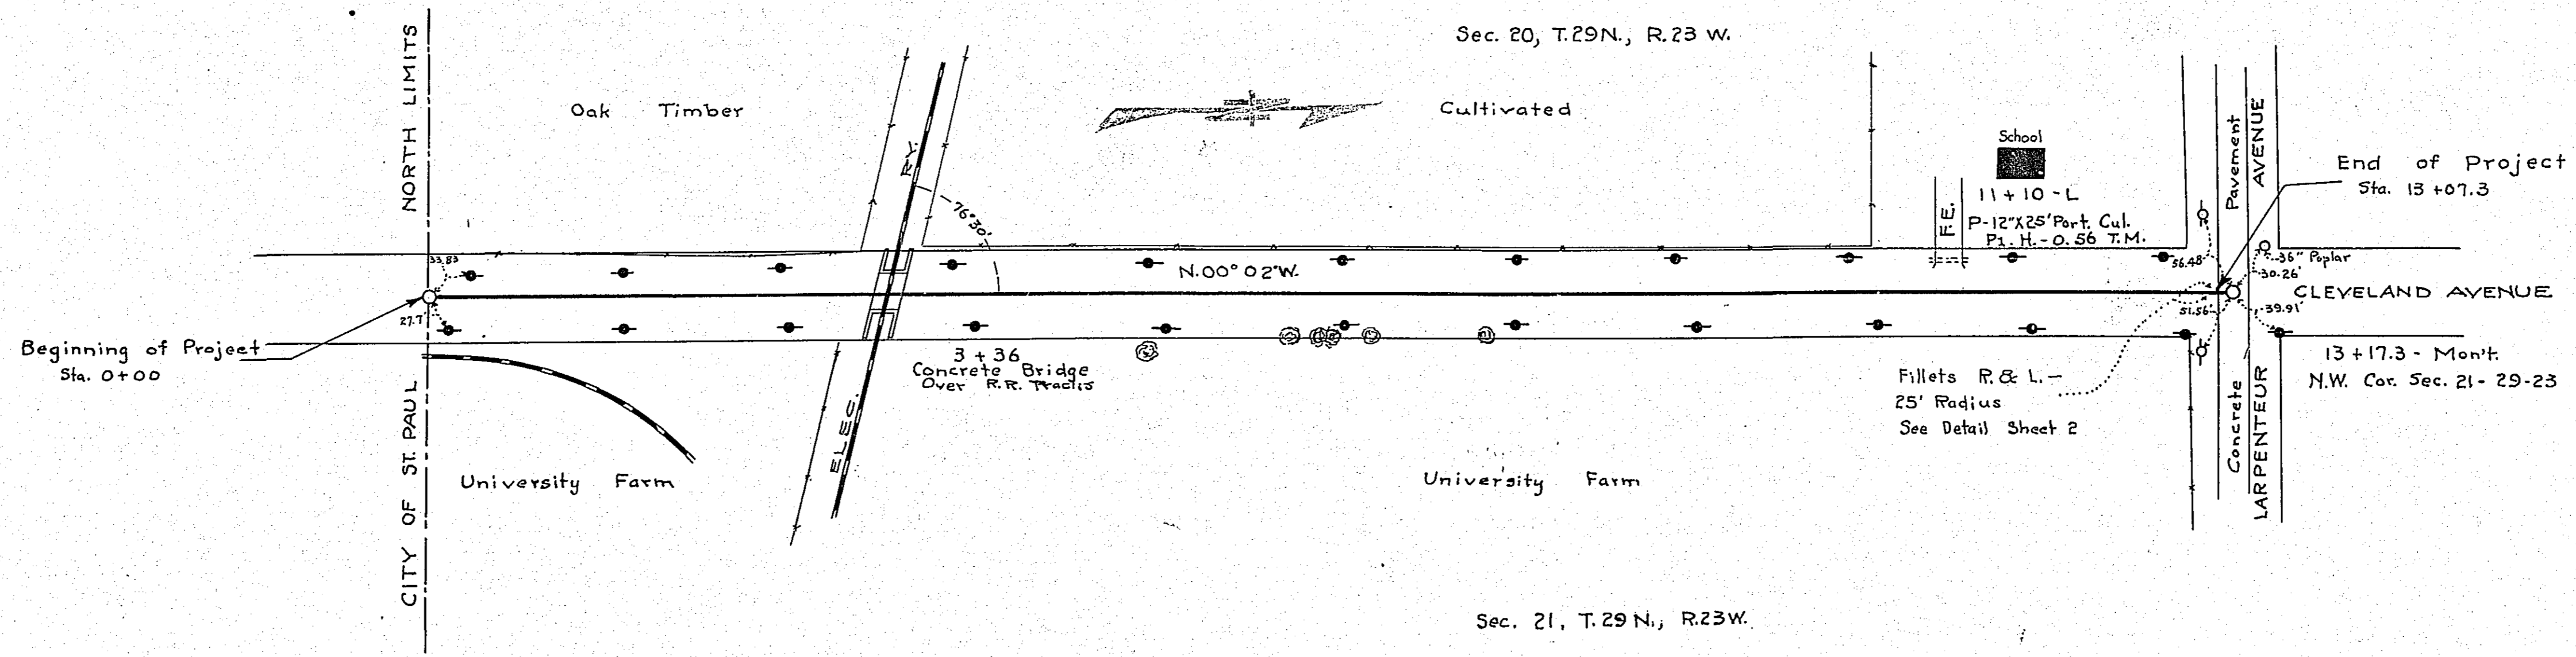 Sec. 20, T.29N., R.23 W.
NORTH LIMITS
CITY OF ST. PAUL
Oak Timber
Cultivated
RY.
ELEC.
76°30'
School
11 + 10 - L
P-12"X25' Port. Cul.
P1. H. - 0.56 T.M.
F.E.
Pavement
AVENUE
End of Project
Sta. 13 +07.3
33.83
27.7
N.00° 02'W.
56.48'
36" Poplar
30.26'
51.56
39.91'
CLEVELAND AVENUE
Beginning of Project
Sta. 0+00
3 + 36
Concrete Bridge
Over R.R. Tracks
Fillets R. & L. -
25' Radius
See Detail Sheet 2
13 +17.3 - Mon't.
N.W. Cor. Sec. 21- 29-23
Concrete
LARPENTEUR
University Farm
University Farm
Sec. 21, T. 29 N., R.23W.